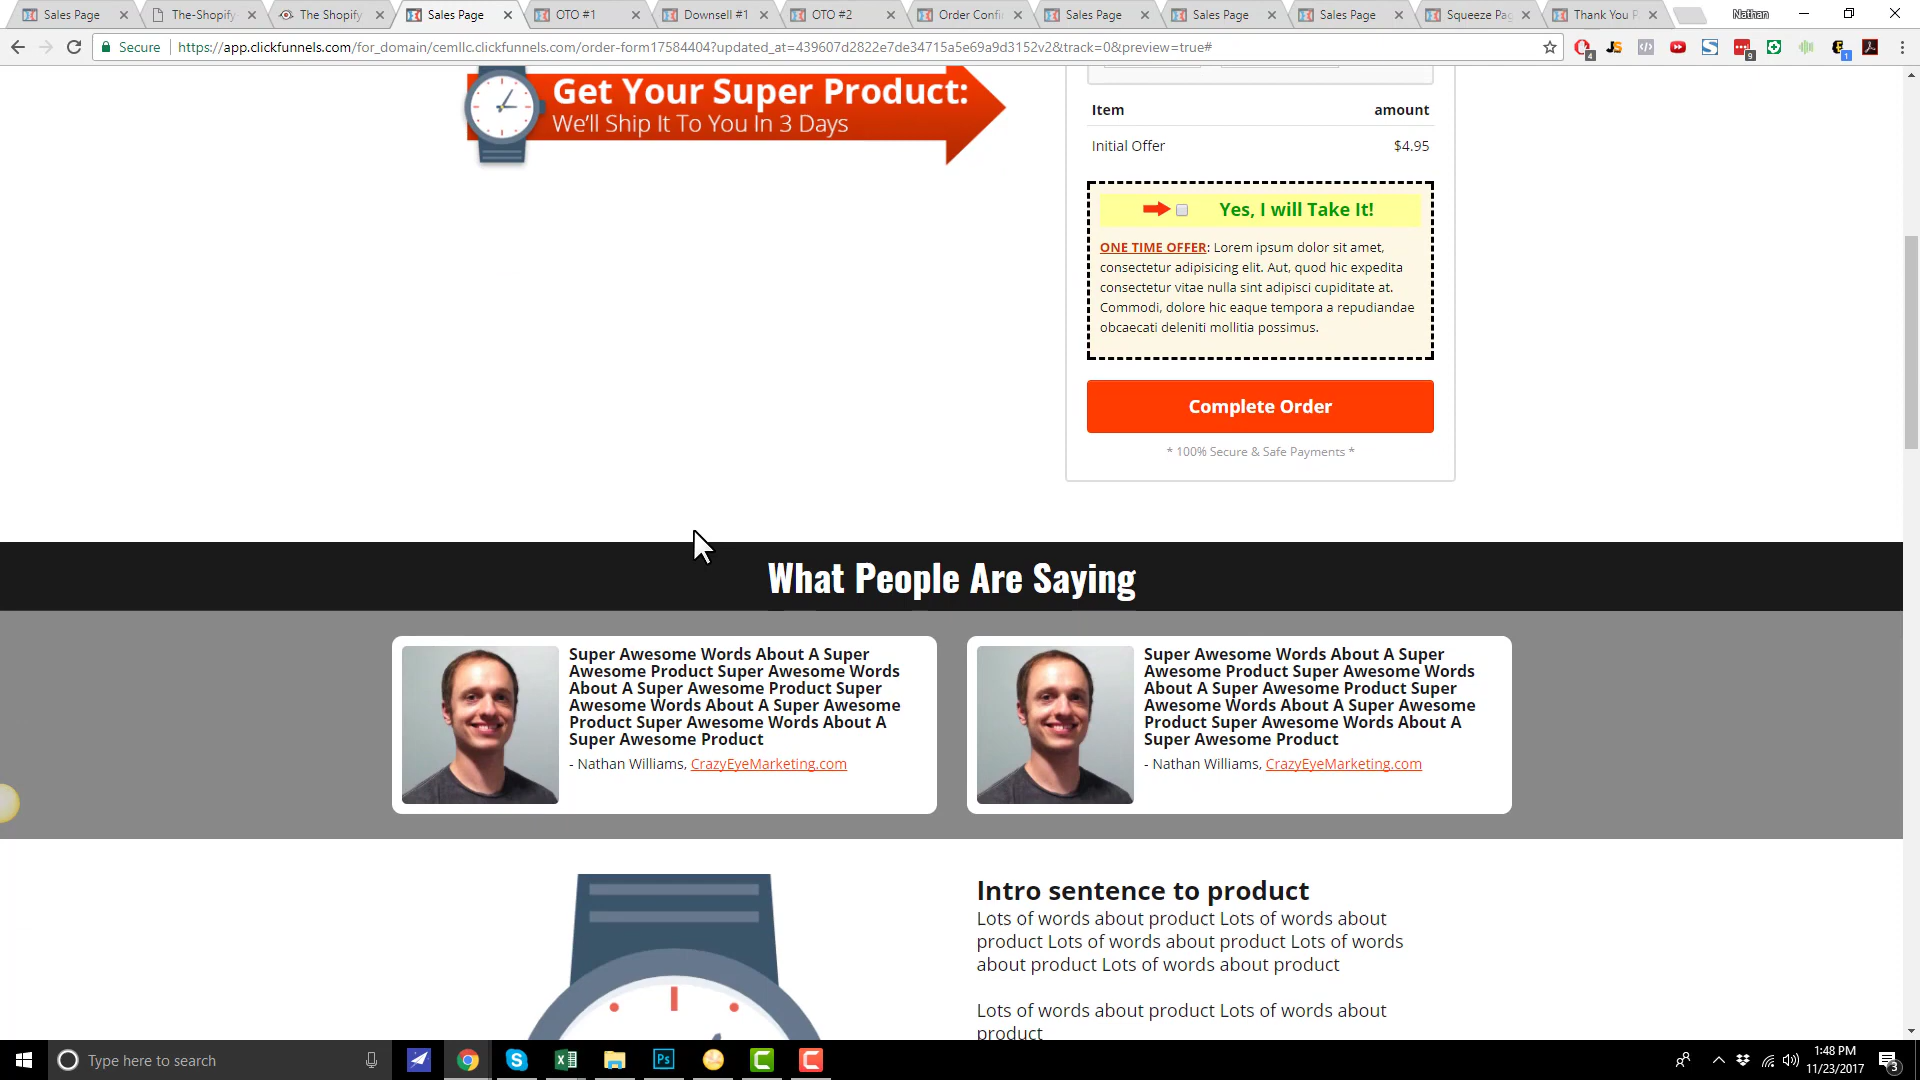 Sales Page
The-Shopify
The Shopify
Sales Page
OTO #1
Downsell #1
OTO #2
Order Confi
Sales Page
Sales Page
Sales Page
Squeeze Pag
Thank You P
Nathan
Secure
https://app.clickfunnels.com/for_domain/cemllc.clickfunnels.com/order-form17584404?updated_at=439607d2822e7de34715a5e69a9d3152v2&track=0&preview=true#
Get Your Super Product:
We'll Ship It To You In 3 Days
Item amount
Initial Offer $4.95
Yes, I will Take It!
ONE TIME OFFER: Lorem ipsum dolor sit amet,
consectetur adipisicing elit. Aut, quod hic expedita
consectetur vitae nulla sint adipisci cupiditate at.
Commodi, dolore hic eaque tempora a repudiandae
obcaecati deleniti mollitia possimus.
Complete Order
* 100% Secure & Safe Payments *
What People Are Saying
Super Awesome Words About A Super
Awesome Product Super Awesome Words
About A Super Awesome Product Super
Awesome Words About A Super Awesome
Product Super Awesome Words About A
Super Awesome Product
- Nathan Williams, CrazyEyeMarketing.com
Super Awesome Words About A Super
Awesome Product Super Awesome Words
About A Super Awesome Product Super
Awesome Words About A Super Awesome
Product Super Awesome Words About A
Super Awesome Product
- Nathan Williams, CrazyEyeMarketing.com
Intro sentence to product
Lots of words about product Lots of words about
product Lots of words about product Lots of words
about product Lots of words about product
Lots of words about product Lots of words about
product
Type here to search
1:48 PM
11/23/2017